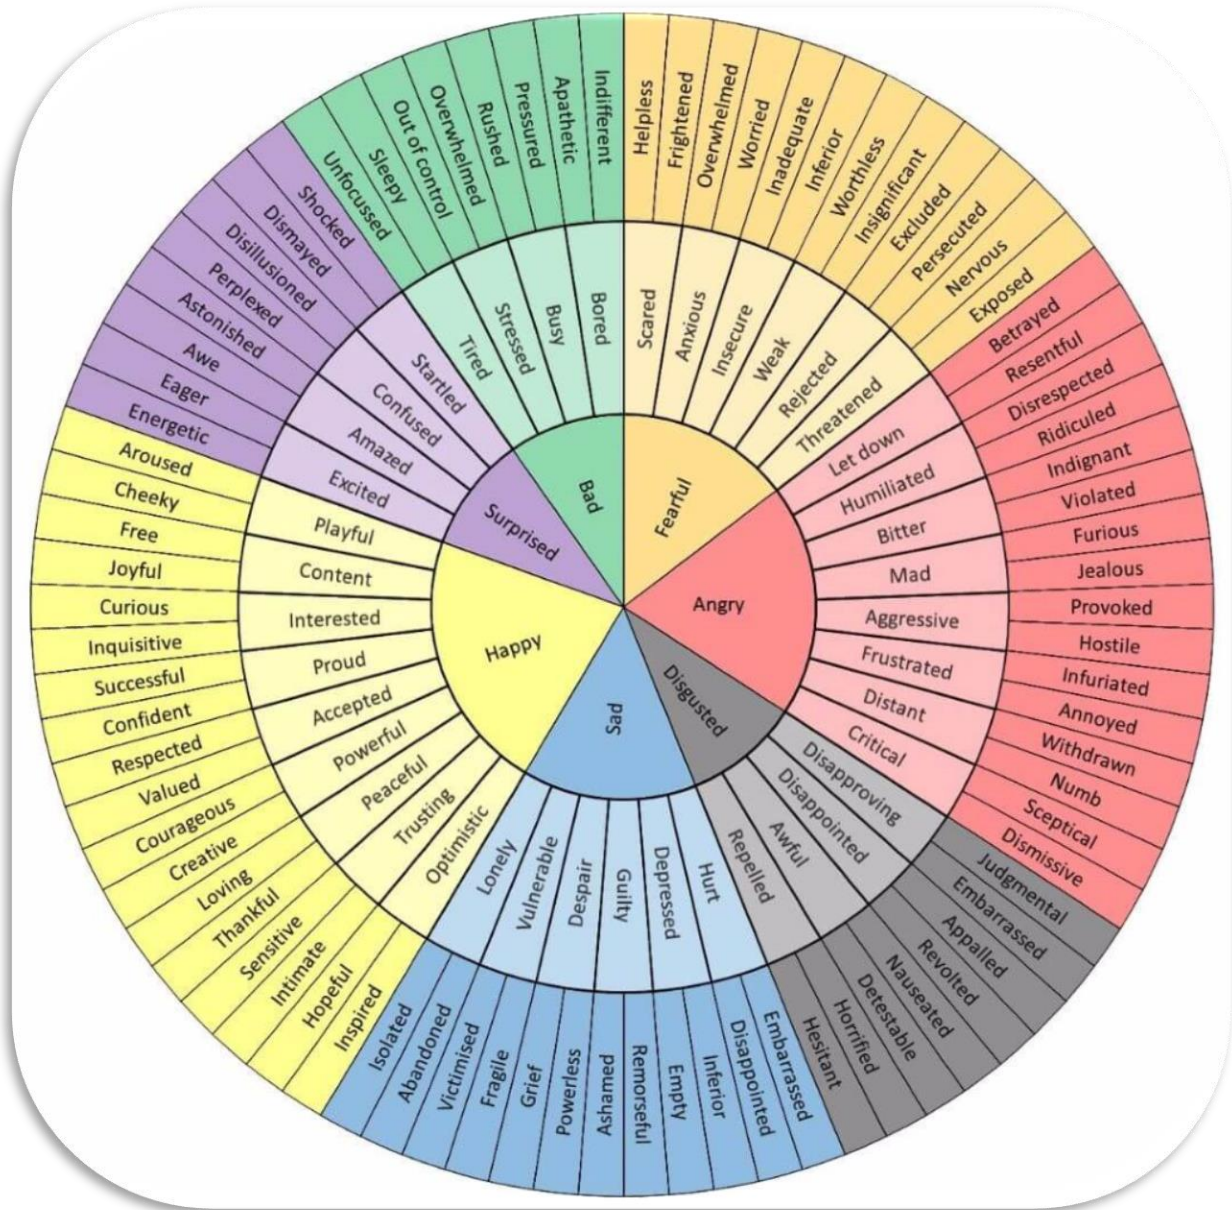 Fearful
Angry
Disgusted
Sad
Happy
Surprised
Bad
Scared
Anxious
Insecure
Weak
Rejected
Threatened
Let down
Humiliated
Bitter
Mad
Aggressive
Frustrated
Distant
Critical
Disapproving
Disappointed
Awful
Repelled
Hurt
Depressed
Guilty
Despair
Vulnerable
Lonely
Optimistic
Trusting
Peaceful
Powerful
Accepted
Proud
Interested
Content
Playful
Excited
Amazed
Confused
Startled
Tired
Stressed
Busy
Bored
Helpless
Frightened
Overwhelmed
Worried
Inadequate
Inferior
Worthless
Insignificant
Excluded
Persecuted
Nervous
Exposed
Betrayed
Resentful
Disrespected
Ridiculed
Indignant
Violated
Furious
Jealous
Provoked
Hostile
Infuriated
Annoyed
Withdrawn
Numb
Sceptical
Dismissive
Judgmental
Embarrassed
Appalled
Revolted
Nauseated
Detestable
Horrified
Hesitant
Embarrassed
Disappointed
Inferior
Empty
Remorseful
Ashamed
Powerless
Grief
Fragile
Victimised
Abandoned
Isolated
Inspired
Hopeful
Intimate
Sensitive
Thankful
Loving
Creative
Courageous
Valued
Respected
Confident
Successful
Inquisitive
Curious
Joyful
Free
Cheeky
Aroused
Energetic
Eager
Awe
Astonished
Perplexed
Disillusioned
Dismayed
Shocked
Unfocussed
Sleepy
Out of control
Overwhelmed
Rushed
Pressured
Apathetic
Indifferent